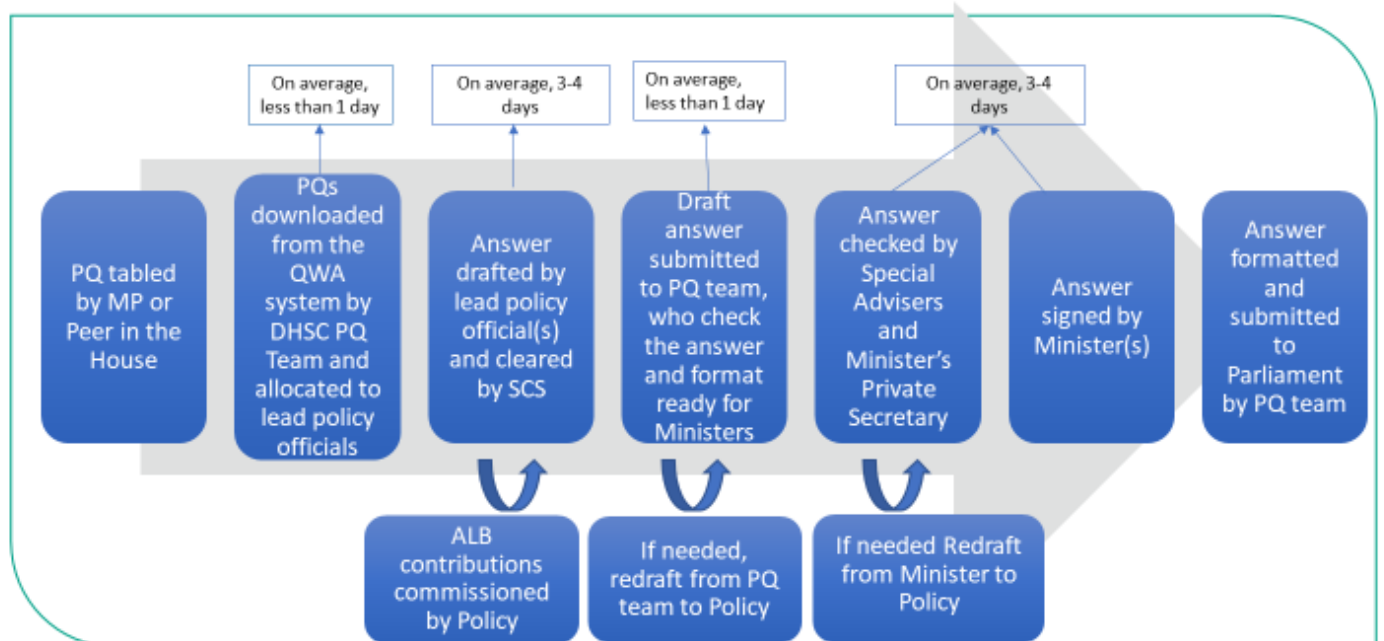 On average,
less than 1 day
On average, 3-4
days
On average,
less than 1 day
On average, 3-4
days
PQ tabled
by MP or
Peer in the
House
PQs
downloaded
from the
QWA
system by
DHSC PQ
Team and
allocated to
lead policy
officials
Answer
drafted by
lead policy
official(s)
and cleared
by SCS
Draft
answer
submitted
to PQ team,
who check
the answer
and format
ready for
Ministers
Answer
checked by
Special
Advisers
and
Minister's
Private
Secretary
Answer
signed by
Minister(s)
Answer
formatted
and
submitted
to
Parliament
by PQ team
ALB
contributions
commissioned
by Policy
If needed,
redraft from PQ
team to Policy
If needed Redraft
from Minister to
Policy